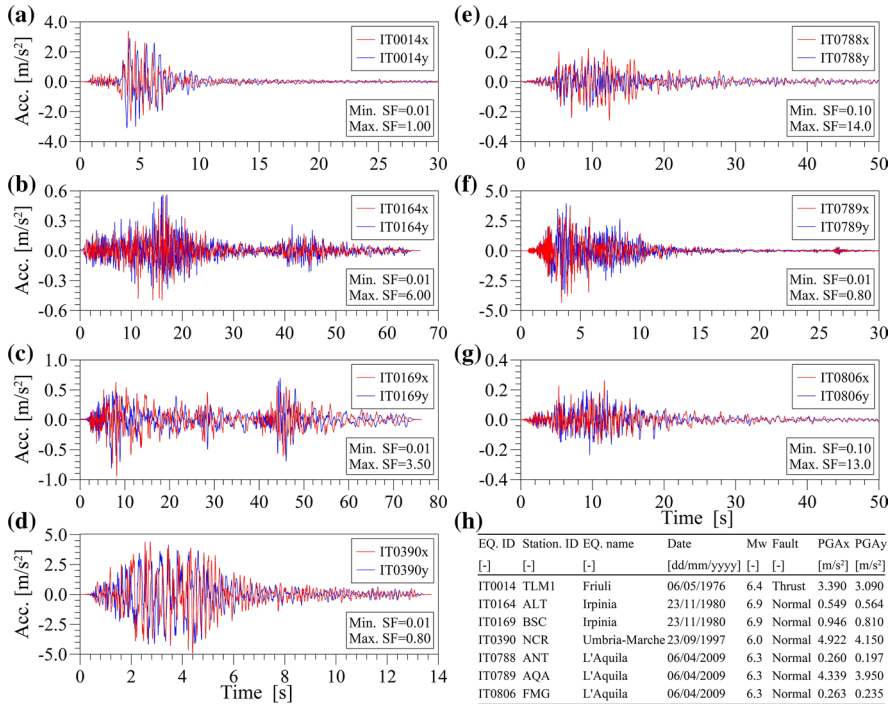 (a)
4.0
2.0
0.0
-2.0
-4.0
Acc. [m/s²]
IT0014x
IT0014y
Min. SF=0.01
Max. SF=1.00
0 5 10 15 20 25 30
(b)
0.6
0.3
0.0
-0.3
-0.6
Acc. [m/s²]
IT0164x
IT0164y
Min. SF=0.01
Max. SF=6.00
0 10 20 30 40 50 60 70
(c)
1.0
0.5
0.0
-0.5
-1.0
Acc. [m/s²]
IT0169x
IT0169y
Min. SF=0.01
Max. SF=3.50
0 10 20 30 40 50 60 70 80
(d)
5.0
2.5
0.0
-2.5
-5.0
Acc. [m/s²]
IT0390x
IT0390y
Min. SF=0.01
Max. SF=0.80
0 2 4 6 8 10 12 14
Time [s]
(e)
0.4
0.2
0.0
-0.2
-0.4
IT0788x
IT0788y
Min. SF=0.10
Max. SF=14.0
0 10 20 30 40 50
(f)
5.0
2.5
0.0
-2.5
-5.0
IT0789x
IT0789y
Min. SF=0.01
Max. SF=0.80
0 5 10 15 20 25 30
(g)
0.4
0.2
0.0
-0.2
-0.4
IT0806x
IT0806y
Min. SF=0.10
Max. SF=13.0
0 10 20 30 40 50
Time [s]
(h)
EQ. ID Station. ID EQ. name Date Mw Fault PGAx PGAy
[-] [-] [-] [dd/mm/yyyy] [-] [-] [m/s²] [m/s²]
IT0014 TLM1 Friuli 06/05/1976 6.4 Thrust 3.390 3.090
IT0164 ALT Irpinia 23/11/1980 6.9 Normal 0.549 0.564
IT0169 BSC Irpinia 23/11/1980 6.9 Normal 0.946 0.810
IT0390 NCR Umbria-Marche 23/09/1997 6.0 Normal 4.922 4.150
IT0788 ANT L'Aquila 06/04/2009 6.3 Normal 0.260 0.197
IT0789 AQA L'Aquila 06/04/2009 6.3 Normal 4.339 3.950
IT0806 FMG L'Aquila 06/04/2009 6.3 Normal 0.263 0.235